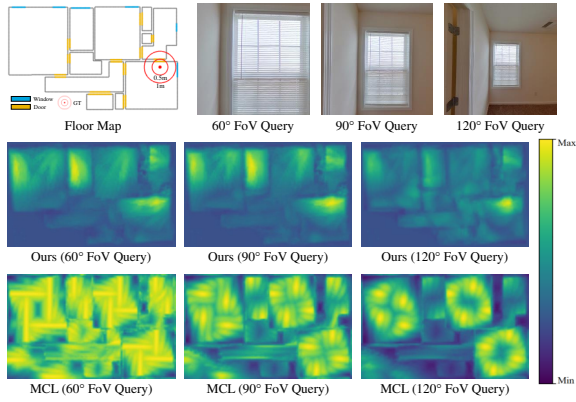 0.5m
1m
Window
Door
GT
Floor Map
60° FoV Query
90° FoV Query
120° FoV Query
Max
Ours (60° FoV Query)
Ours (90° FoV Query)
Ours (120° FoV Query)
MCL (60° FoV Query)
MCL (90° FoV Query)
MCL (120° FoV Query)
Min